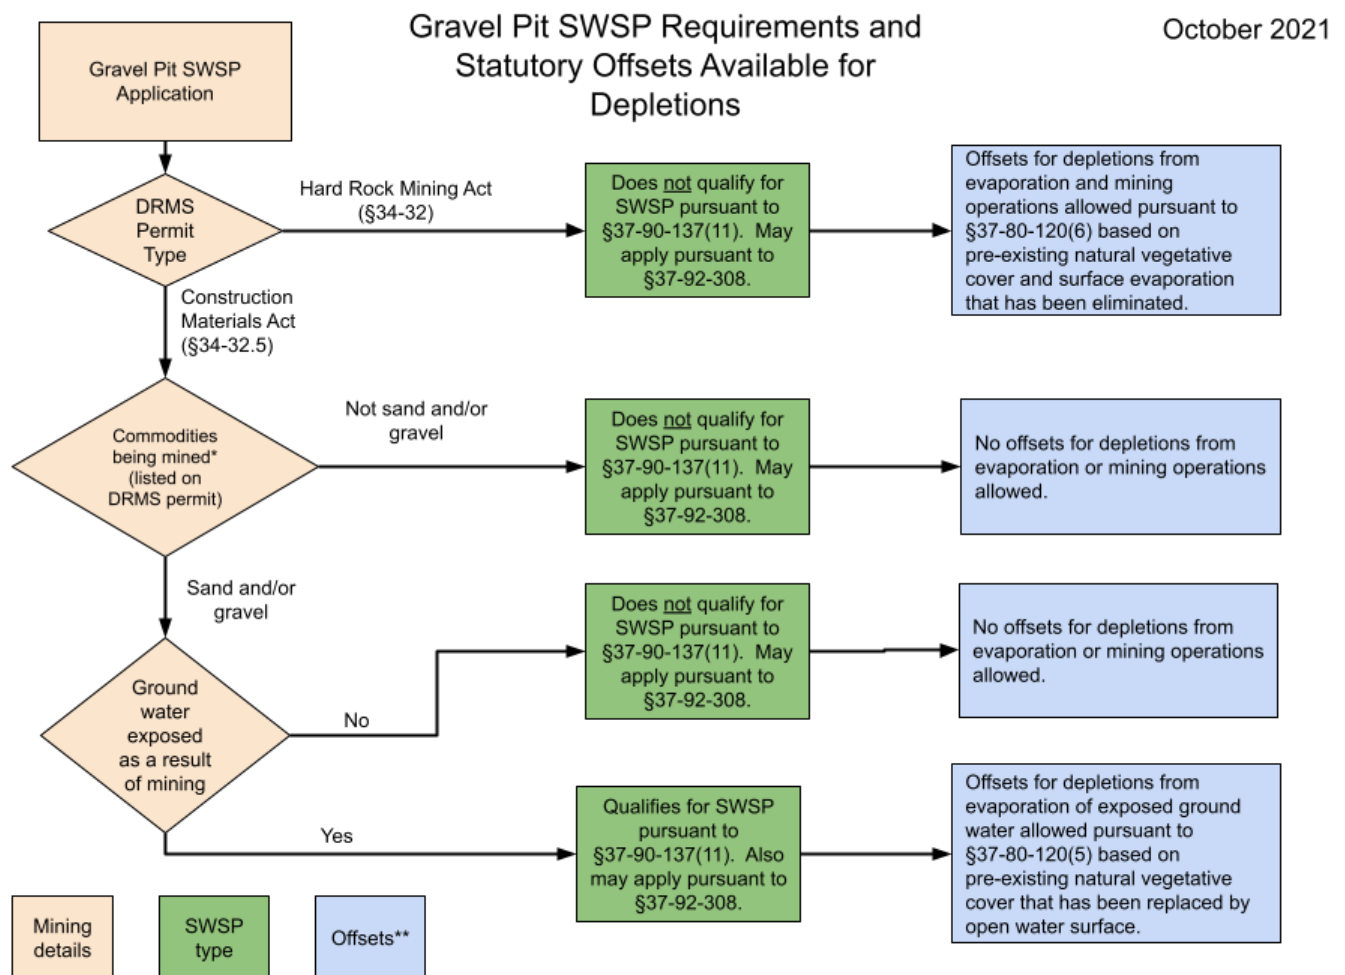 Gravel Pit SWSP Requirements and
Statutory Offsets Available for
Depletions
October 2021
Gravel Pit SWSP
Application
DRMS
Permit
Type
Hard Rock Mining Act
(§34-32)
Does not qualify for
SWSP pursuant to
§37-90-137(11).  May
apply pursuant to
§37-92-308.
Offsets for depletions from
evaporation and mining
operations allowed pursuant to
§37-80-120(6) based on
pre-existing natural vegetative
cover and surface evaporation
that has been eliminated.
Construction
Materials Act
(§34-32.5)
Commodities
being mined*
(listed on
DRMS permit)
Not sand and/or
gravel
Does not qualify for
SWSP pursuant to
§37-90-137(11).  May
apply pursuant to
§37-92-308.
No offsets for depletions from
evaporation or mining operations
allowed.
Sand and/or
gravel
Ground
water
exposed
as a result
of mining
No
Does not qualify for
SWSP pursuant to
§37-90-137(11).  May
apply pursuant to
§37-92-308.
No offsets for depletions from
evaporation or mining operations
allowed.
Yes
Qualifies for SWSP
pursuant to
§37-90-137(11).  Also
may apply pursuant to
§37-92-308.
Offsets for depletions from
evaporation of exposed ground
water allowed pursuant to
§37-80-120(5) based on
pre-existing natural vegetative
cover that has been replaced by
open water surface.
Mining
details
SWSP
type
Offsets**